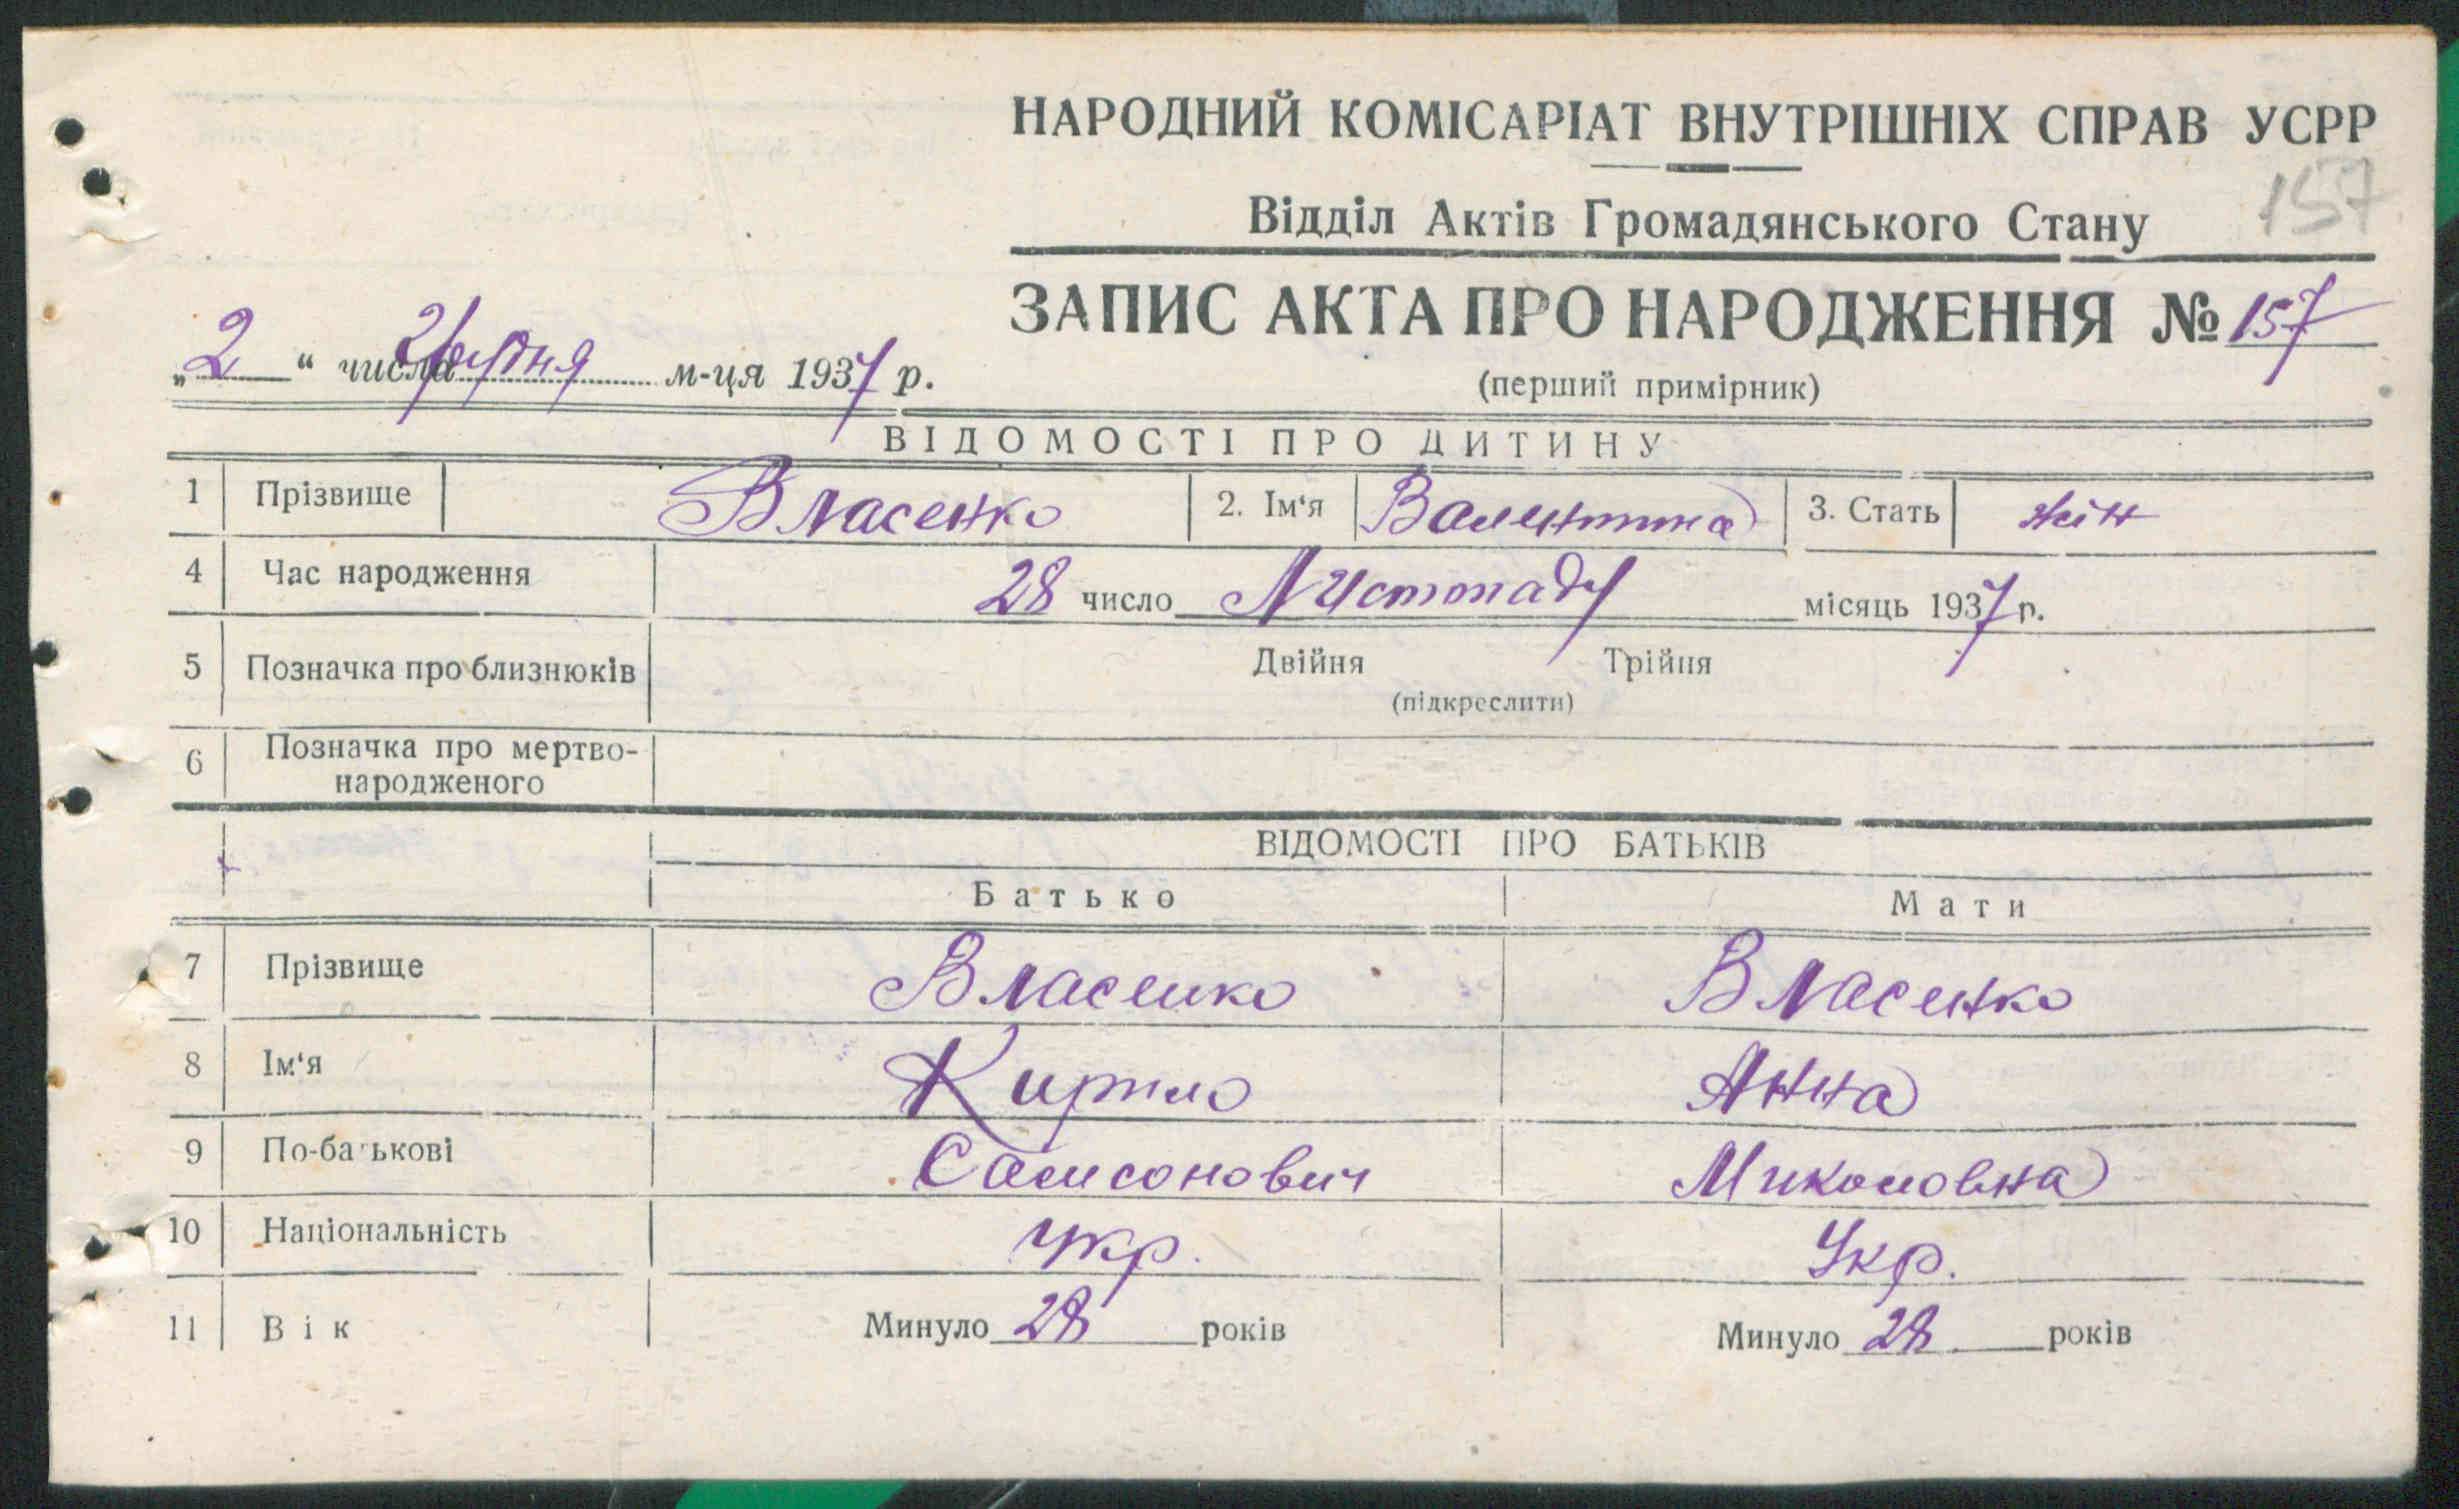 НАРОДНИЙ КОМІСАРІАТ ВНУТРІШНІХ СПРАВ УСРР
157
Відділ Актів Громадянського Стану
ЗАПИС АКТА ПРО НАРОДЖЕННЯ № 157
„2“ числа Грудня м-ця 1937 р.
(перший примірник)
ВІДОМОСТІ ПРО ДИТИНУ
1 Прізвище Власенко 2. Ім‘я Валентина 3. Стать жін
4 Час народження 28 число Листопаду місяць 1937 р.
5 Позначка про близнюків Двійня Трійня
(підкреслити)
6 Позначка про мертво-
народженого
ВІДОМОСТІ ПРО БАТЬКІВ
Батько Мати
7 Прізвище Власенко Власенко
8 Ім‘я Кирило Анна
9 По-батькові Самсонович Миколовна
10 Національність Укр. Укр.
11 Вік Минуло 28 років Минуло 28 років